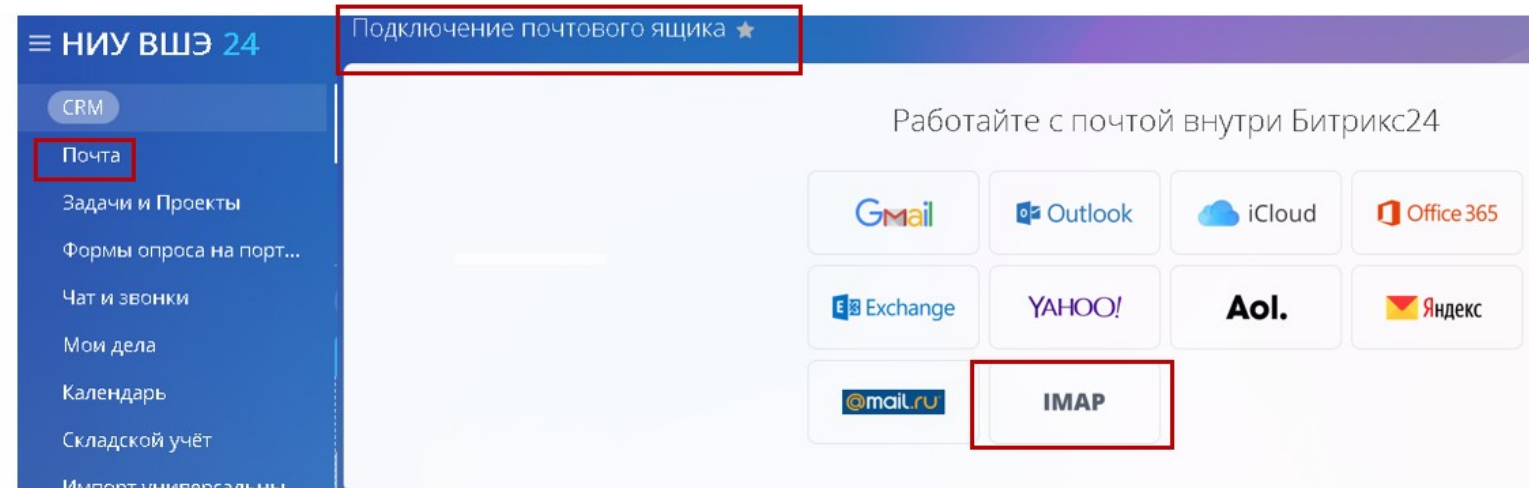 Подключение почтового ящика
НИУ ВШЭ 24
CRM
Почта
Задачи и Проекты
Формы опроса на порт...
Чат и звонки
Мои дела
Календарь
Складской учёт
Работайте с почтой внутри Битрикс24
Gmail
Outlook
iCloud
Office 365
Exchange
YAHOO!
Aol.
Яндекс
@mail.ru
IMAP